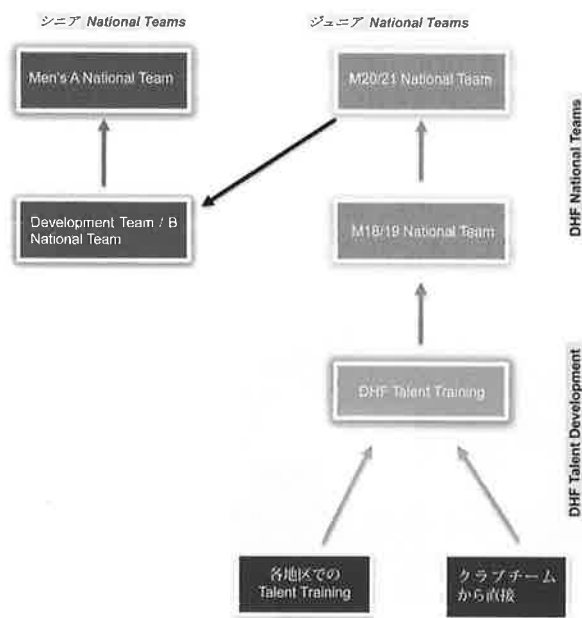 シニア National Teams
ジュニア National Teams
Men's A National Team
M20/21 National Team
Development Team / B
National Team
M18/19 National Team
DHF National Teams
DHF Talent Training
DHF Talent Development
各地区での
Talent Training
クラブチーム
から直接